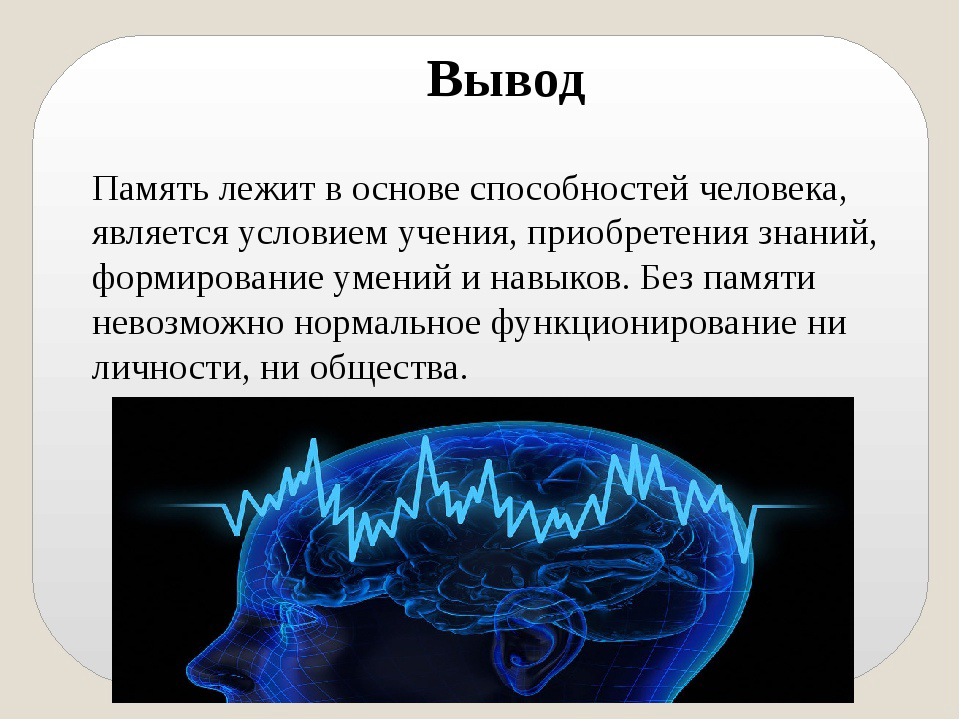 Вывод
Память лежит в основе способностей человека,
является условием учения, приобретения знаний,
формирование умений и навыков. Без памяти
невозможно нормальное функционирование ни
личности, ни общества.